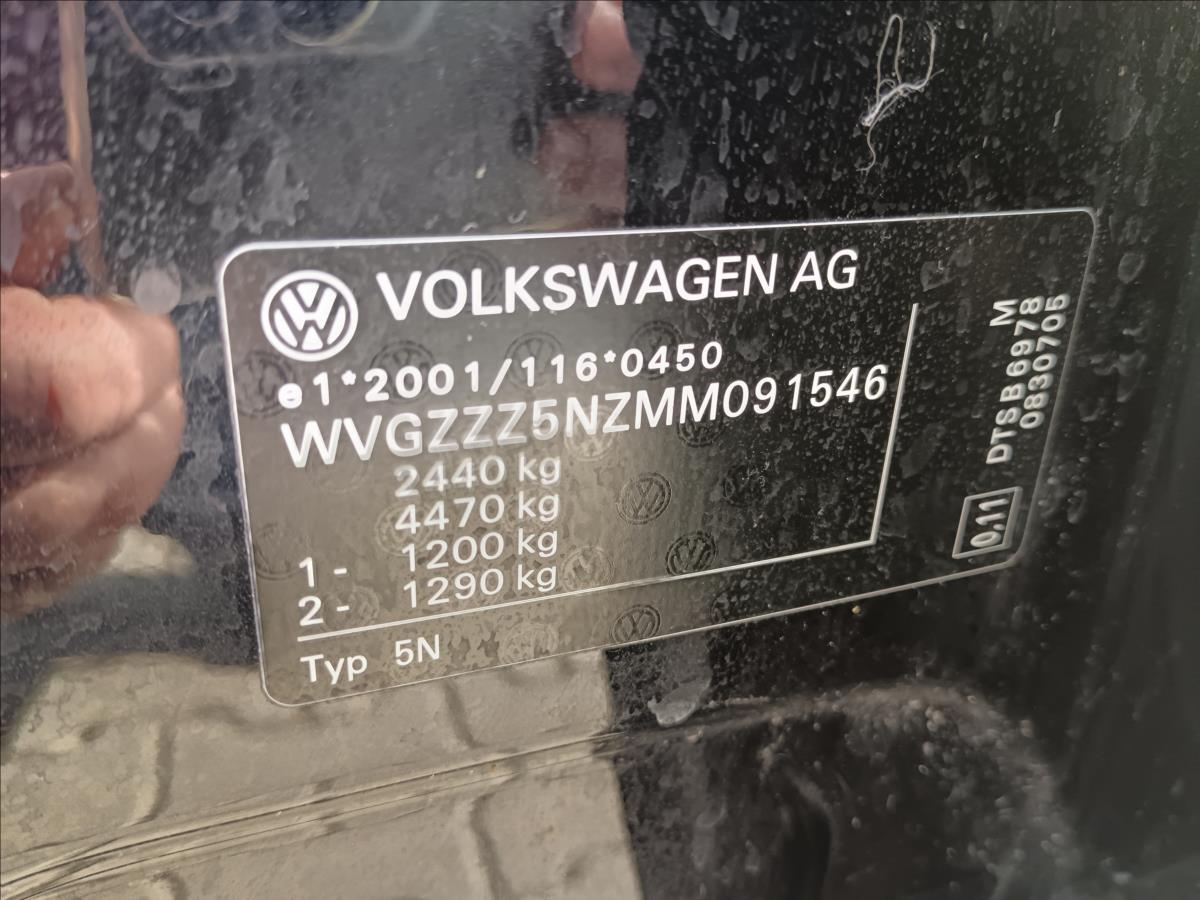 VOLKSWAGEN AG
e1*2001/116*0450
WVGZZZ5NZMM091546
2440 kg
4470 kg
1 - 1200 kg
2 - 1290 kg
Typ 5N
M
DTSB6978
0830705
0,11